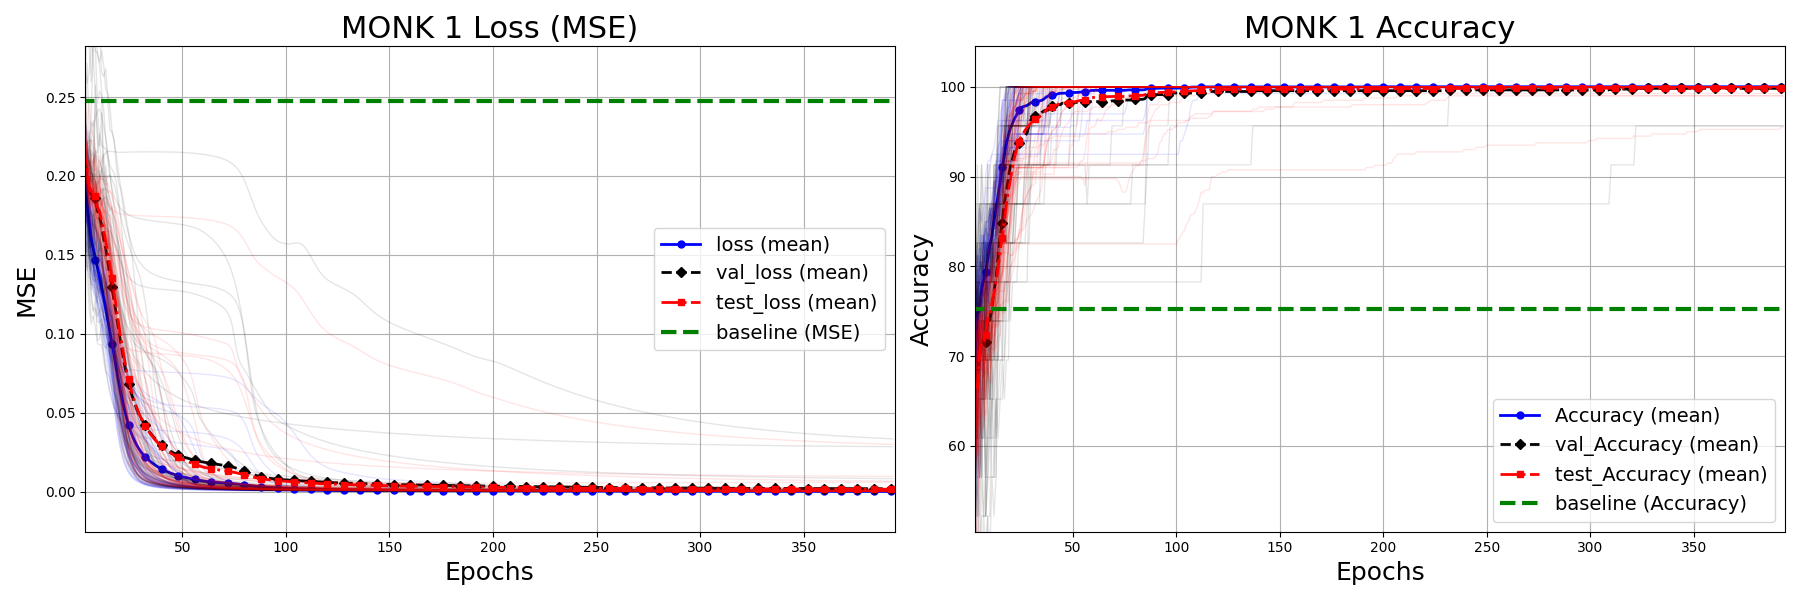 MONK 1 Loss (MSE)
MSE
0.25
0.20
0.15
0.10
0.05
0.00
loss (mean)
val_loss (mean)
test_loss (mean)
baseline (MSE)
50 100 150 200 250 300 350
Epochs
MONK 1 Accuracy
Accuracy
100
90
80
70
60
Accuracy (mean)
val_Accuracy (mean)
test_Accuracy (mean)
baseline (Accuracy)
50 100 150 200 250 300 350
Epochs